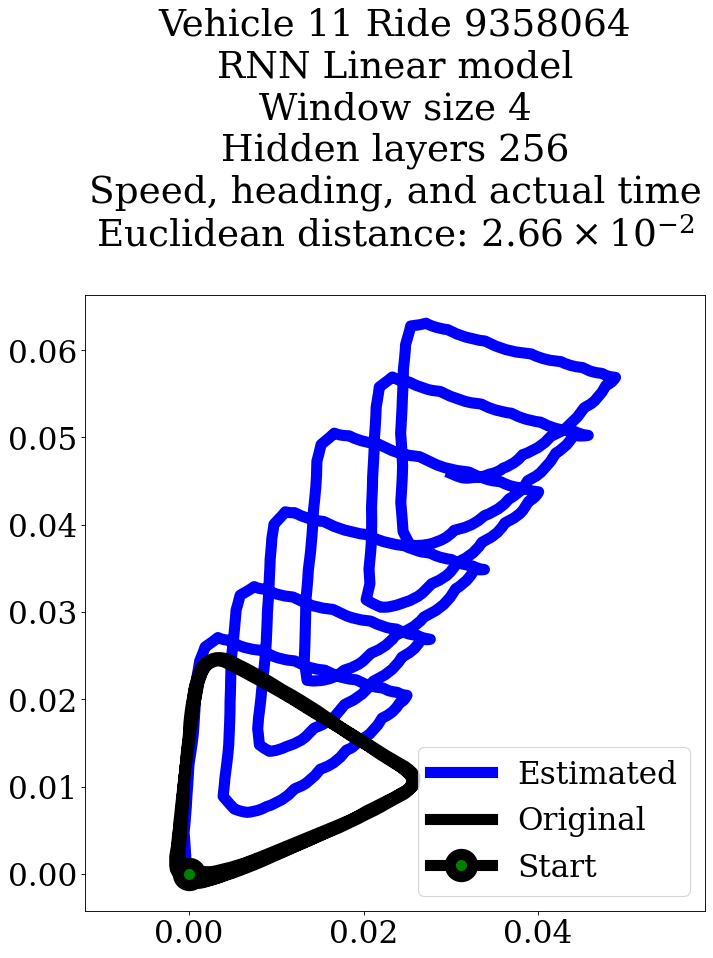 Vehicle 11 Ride 9358064
RNN Linear model
Window size 4
Hidden layers 256
Speed, heading, and actual time
Euclidean distance: 2.66 × 10⁻²
0.06
0.05
0.04
0.03
0.02
0.01
0.00
Estimated
Original
Start
0.00 0.02 0.04